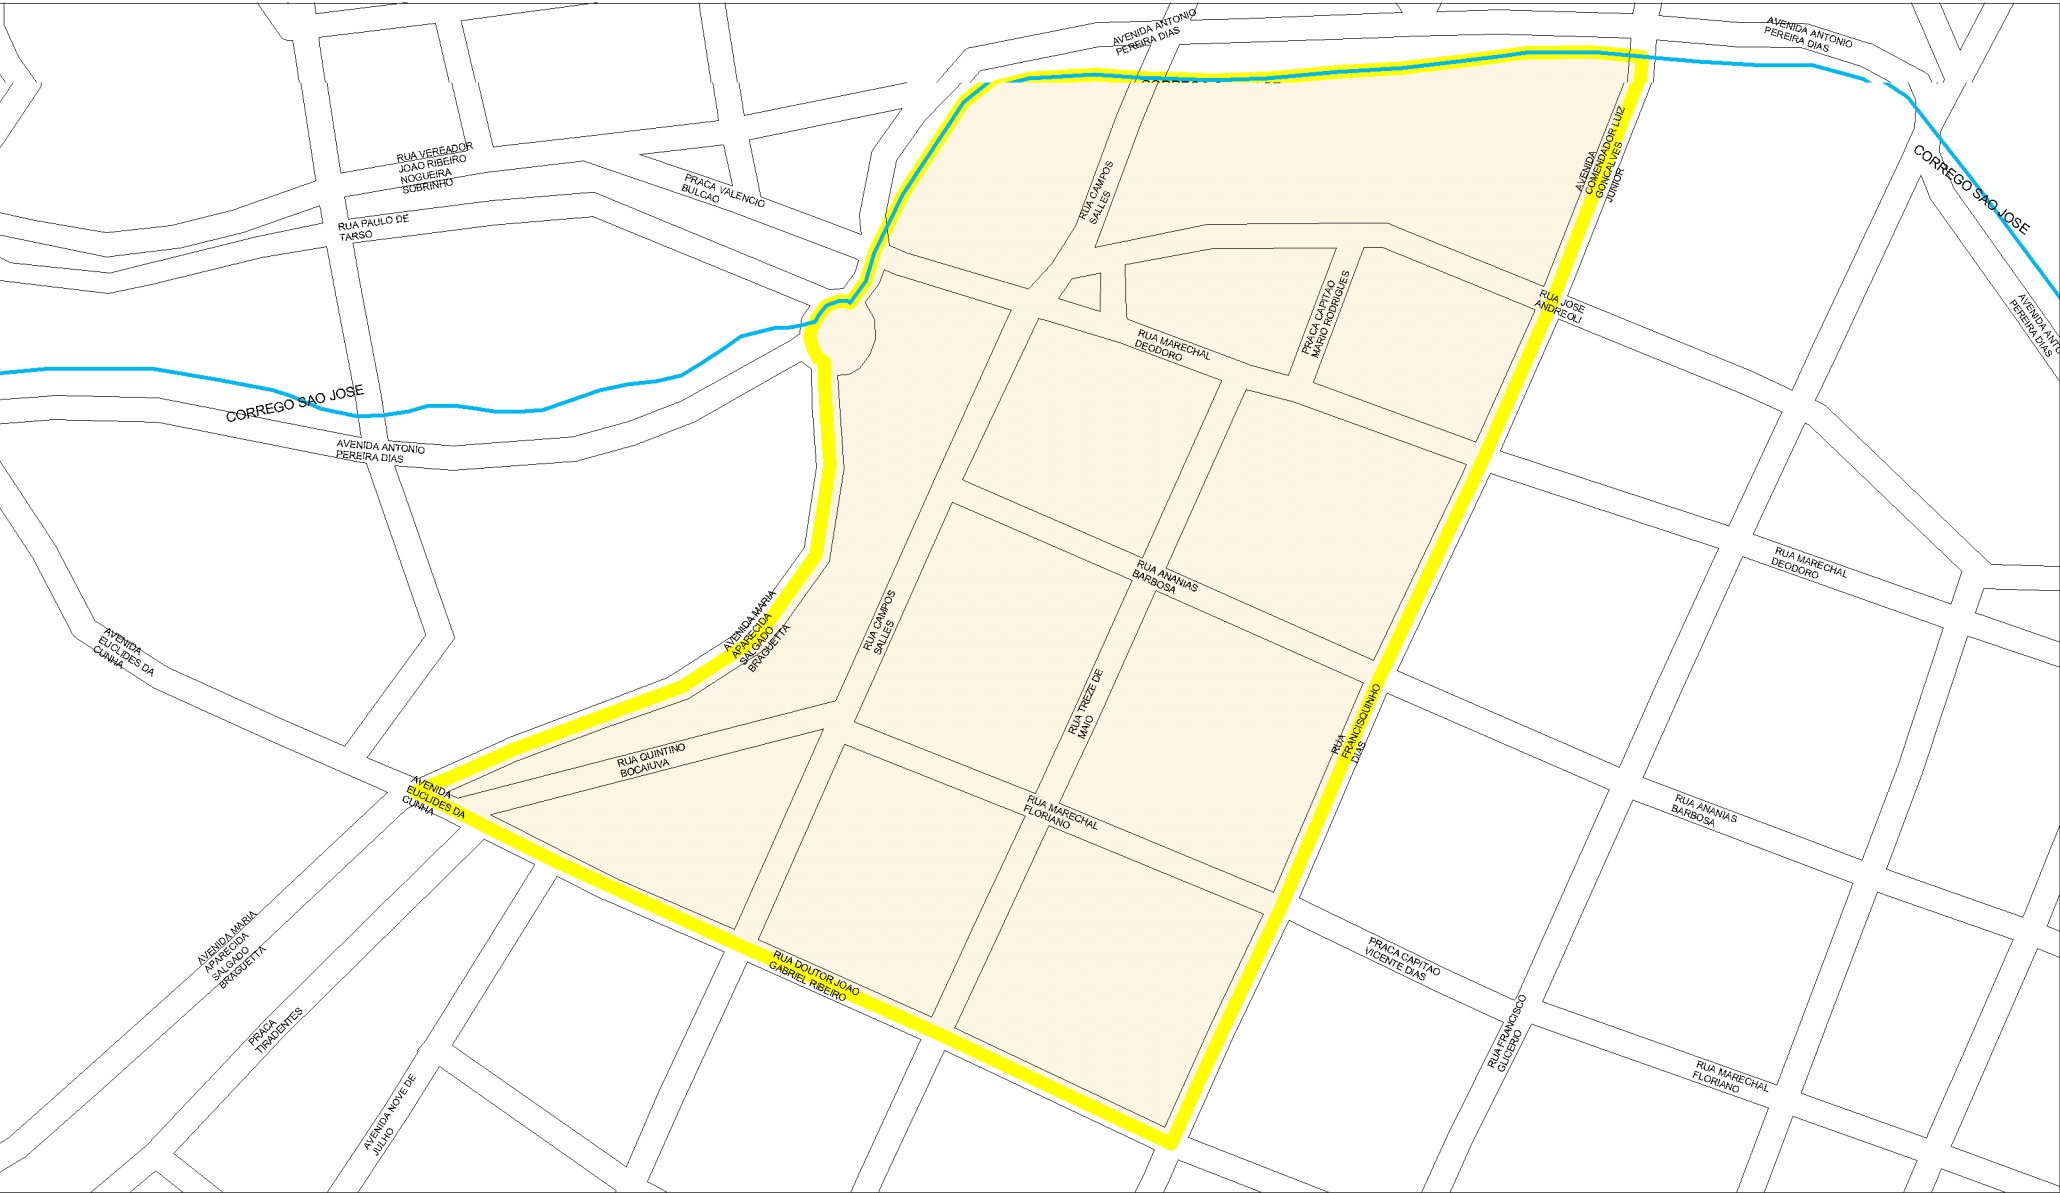 AVENIDA ANTONIO
PEREIRA DIAS
AVENIDA ANTONIO
PEREIRA DIAS
RUA VEREADOR
JOAO RIBEIRO
NOGUEIRA
SOBRINHO
PRACA VALENCIO
BULCAO
RUA PAULO DE
TARSO
RUA CAMPOS
SALLES
AVENIDA
COMENDADOR LUIZ
GONCALVES
JUNIOR
CORREGO SAO JOSE
AVENIDA ANTO
PEREIRA DIAS
RUA JOSE
ANDREOLI
PRACA CAPITAO
MARIO RODRIGUES
RUA MARECHAL
DEODORO
CORREGO SAO JOSE
AVENIDA ANTONIO
PEREIRA DIAS
RUA MARECHAL
DEODORO
RUA ANANIAS
BARBOSA
AVENIDA MARIA
APARECIDA
SALGADO
BRAGUETTA
RUA CAMPOS
SALLES
AVENIDA
EUCLIDES DA
CUNHA
RUA TREZE DE
MAIO
RUA
FRANCISQUINHO
DIAS
RUA QUINTINO
BOCAIUVA
AVENIDA
EUCLIDES DA
CUNHA
RUA MARECHAL
FLORIANO
RUA ANANIAS
BARBOSA
AVENIDA MARIA
APARECIDA
SALGADO
BRAGUETTA
RUA DOUTOR JOAO
GABRIEL RIBEIRO
PRACA CAPITAO
VICENTE DIAS
PRACA
TIRADENTES
RUA FRANCISCO
GLICERIO
RUA MARECHAL
FLORIANO
AVENIDA NOVE DE
JULHO